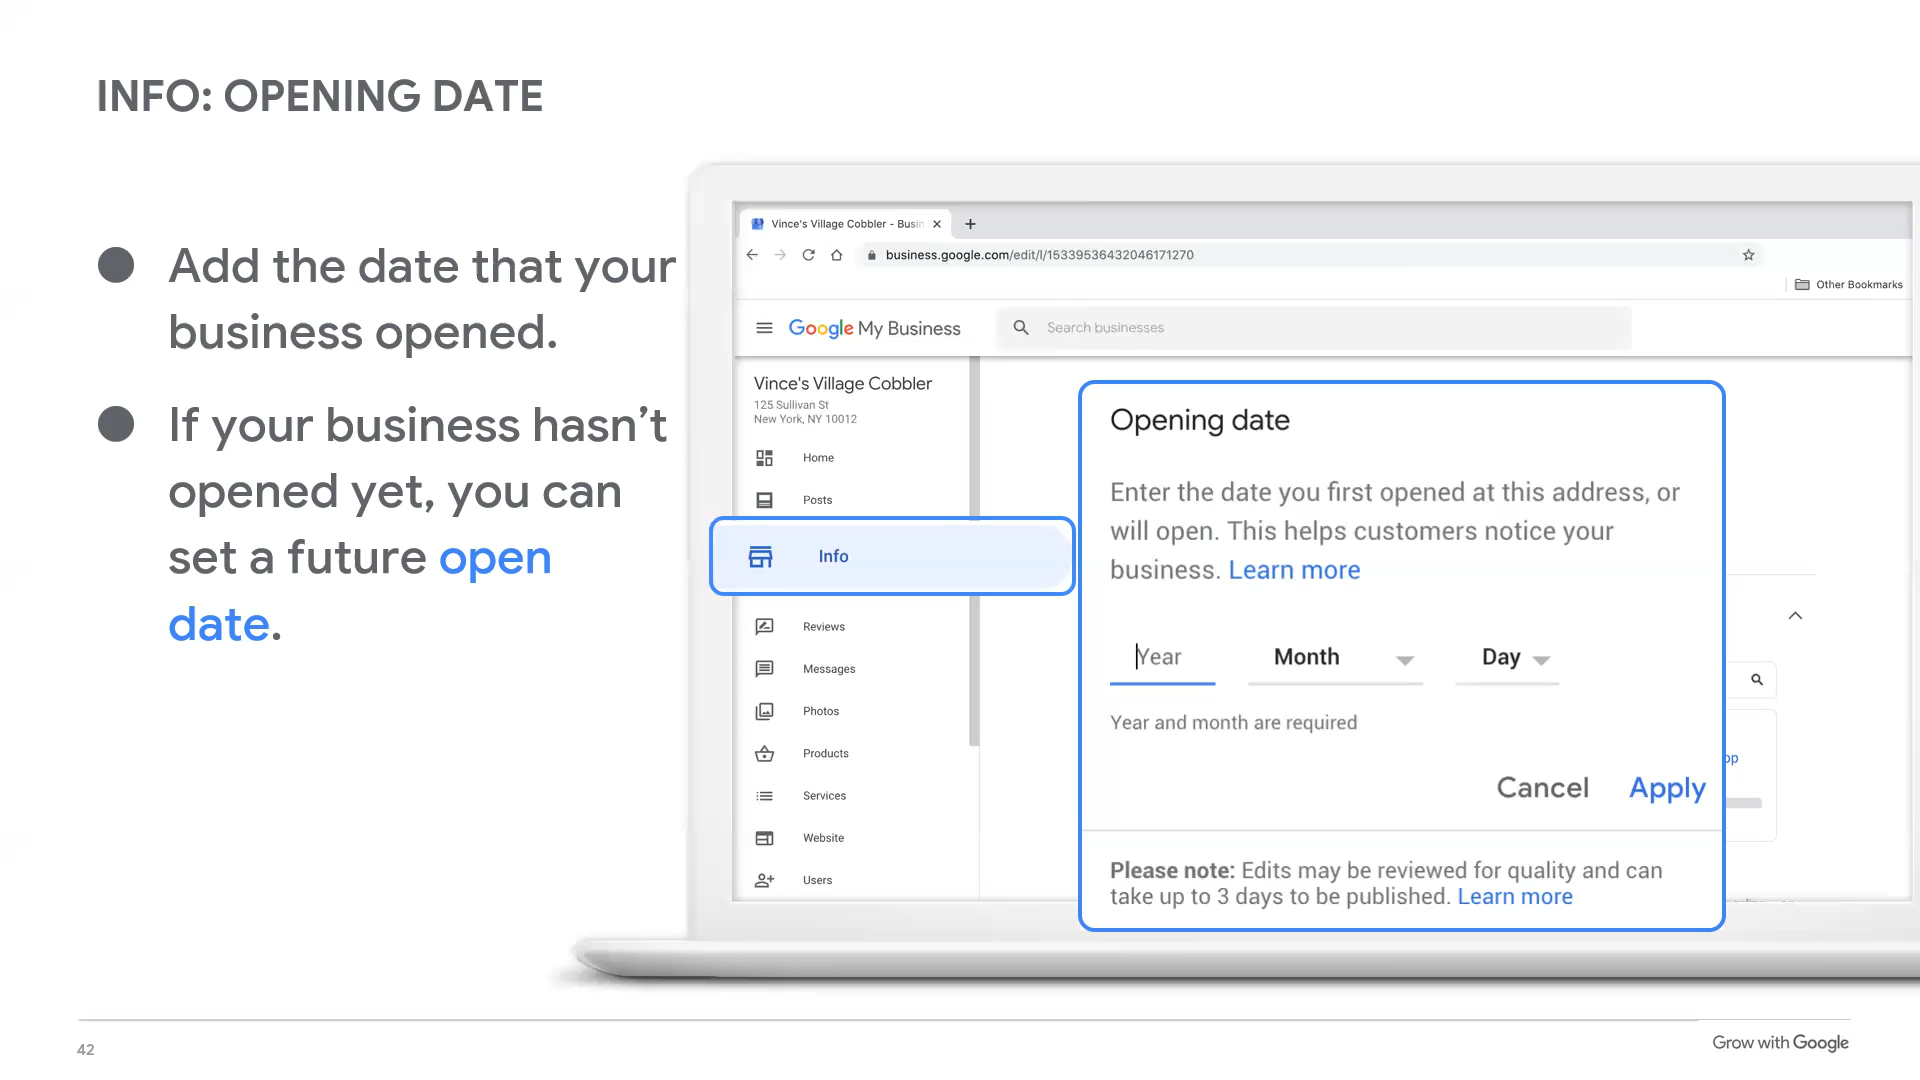 INFO: OPENING DATE
Add the date that your
business opened.
If your business hasn’t
opened yet, you can
set a future open
date.
Vince's Village Cobbler - Busin
business.google.com/edit/l/15339536432046171270
Other Bookmarks
Google My Business
Search businesses
Vince's Village Cobbler
125 Sullivan St
New York, NY 10012
Home
Posts
Info
Reviews
Messages
Photos
Products
Services
Website
Users
Opening date
Enter the date you first opened at this address, or
will open. This helps customers notice your
business. Learn more
Year Month Day
Year and month are required
Cancel Apply
Please note: Edits may be reviewed for quality and can
take up to 3 days to be published. Learn more
42
Grow with Google